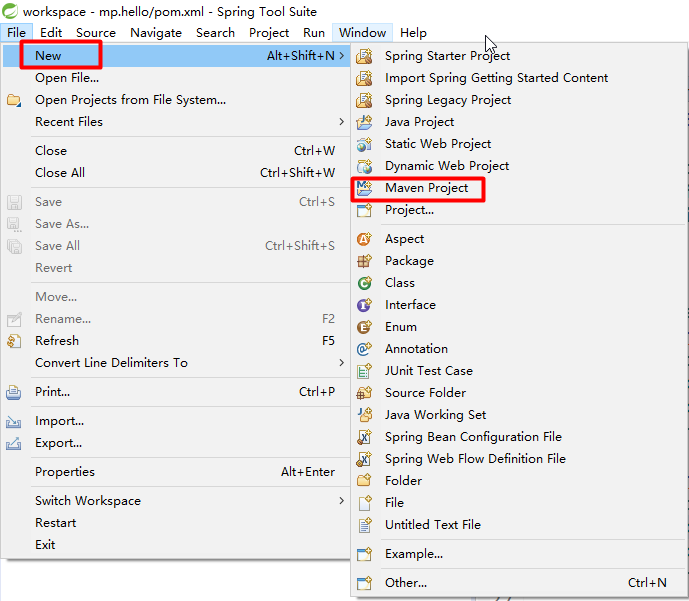 workspace - mp.hello/pom.xml - Spring Tool Suite
File Edit Source Navigate Search Project Run Window Help
New Alt+Shift+N >
Open File...
Open Projects from File System...
Recent Files >
Close Ctrl+W
Close All Ctrl+Shift+W
Save Ctrl+S
Save As...
Save All Ctrl+Shift+S
Revert
Move...
Rename... F2
Refresh F5
Convert Line Delimiters To >
Print... Ctrl+P
Import...
Export...
Properties Alt+Enter
Switch Workspace >
Restart
Exit
Spring Starter Project
Import Spring Getting Started Content
Spring Legacy Project
Java Project
Static Web Project
Dynamic Web Project
Maven Project
Project...
Aspect
Package
Class
Interface
Enum
Annotation
JUnit Test Case
Source Folder
Java Working Set
Spring Bean Configuration File
Spring Web Flow Definition File
Folder
File
Untitled Text File
Example...
Other... Ctrl+N